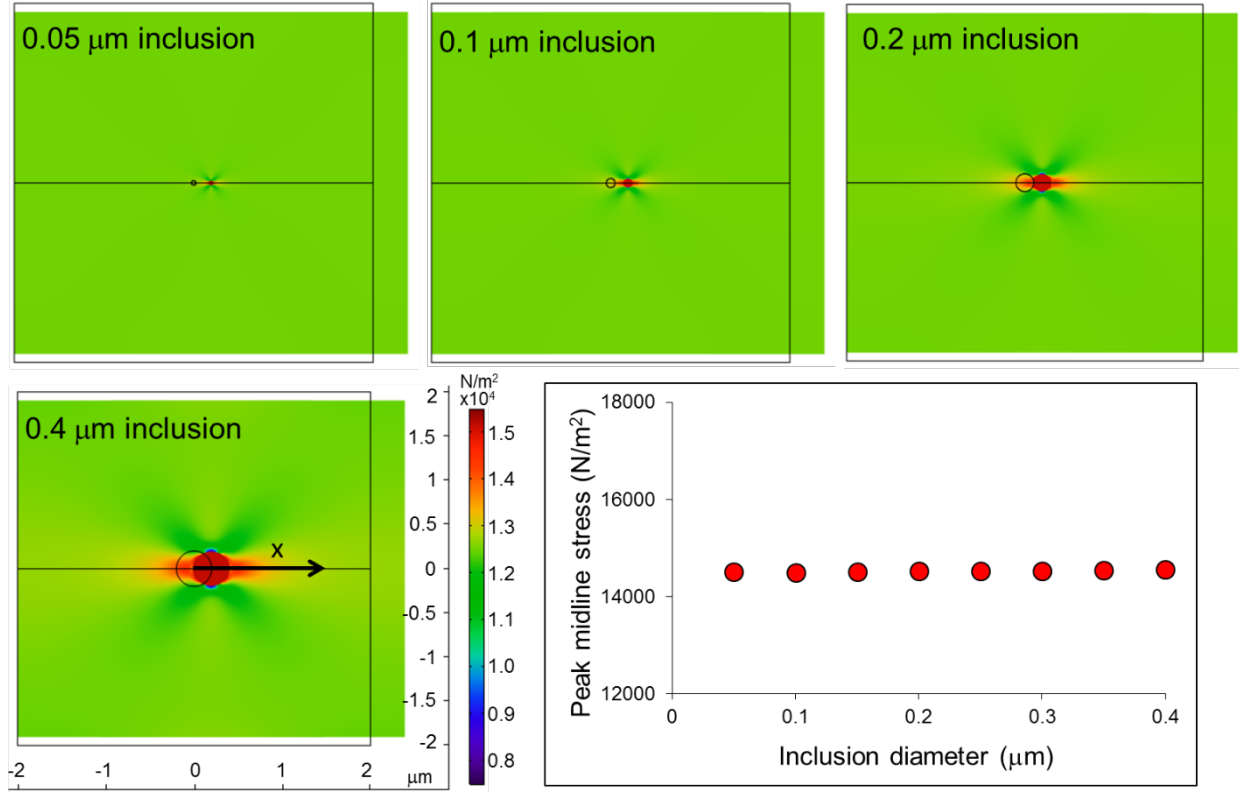 0.05 μm inclusion
0.1 μm inclusion
0.2 μm inclusion
0.4 μm inclusion
x
N/m²
x10⁴
2
1.5
1
0.5
0
-0.5
-1
-1.5
-2
1.5
1.4
1.3
1.2
1.1
1.0
0.9
0.8
-2 -1 0 1 2 μm
Peak midline stress (N/m²)
18000
16000
14000
12000
0 0.1 0.2 0.3 0.4
Inclusion diameter (μm)